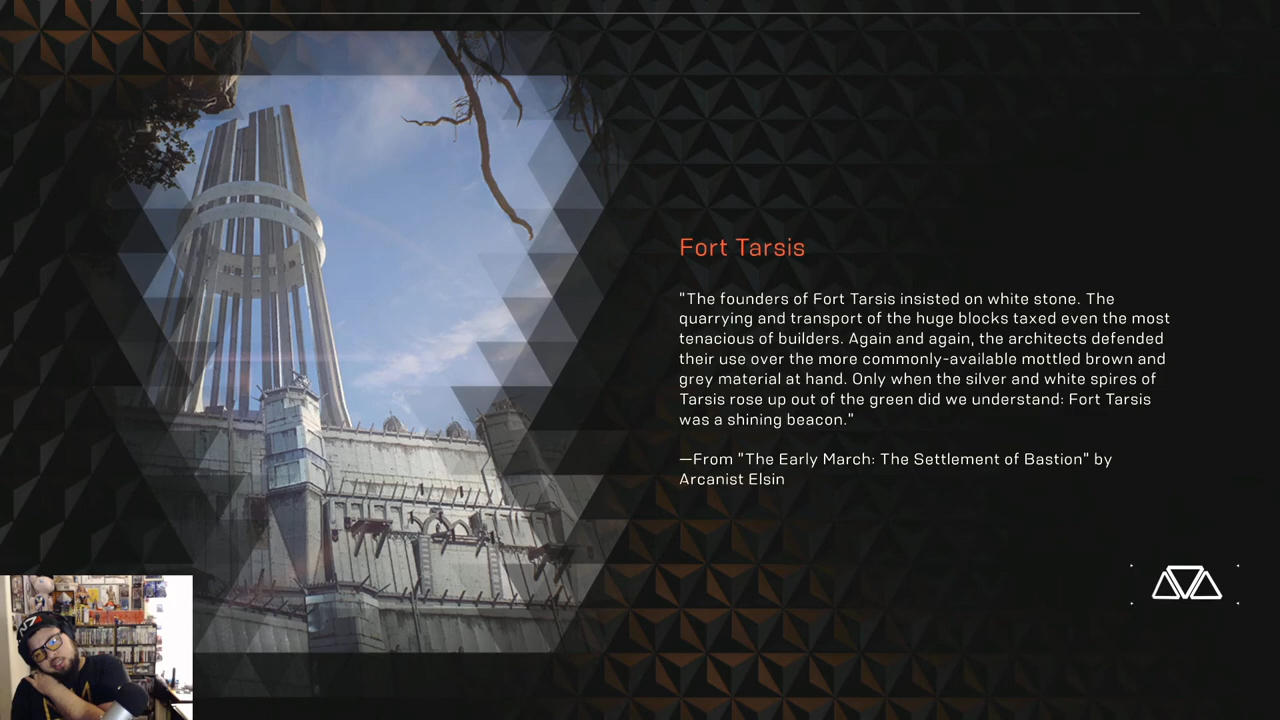 Fort Tarsis
"The founders of Fort Tarsis insisted on white stone. The
quarrying and transport of the huge blocks taxed even the most
tenacious of builders. Again and again, the architects defended
their use over the more commonly-available mottled brown and
grey material at hand. Only when the silver and white spires of
Tarsis rose up out of the green did we understand: Fort Tarsis
was a shining beacon."
—From "The Early March: The Settlement of Bastion" by
Arcanist Elsin